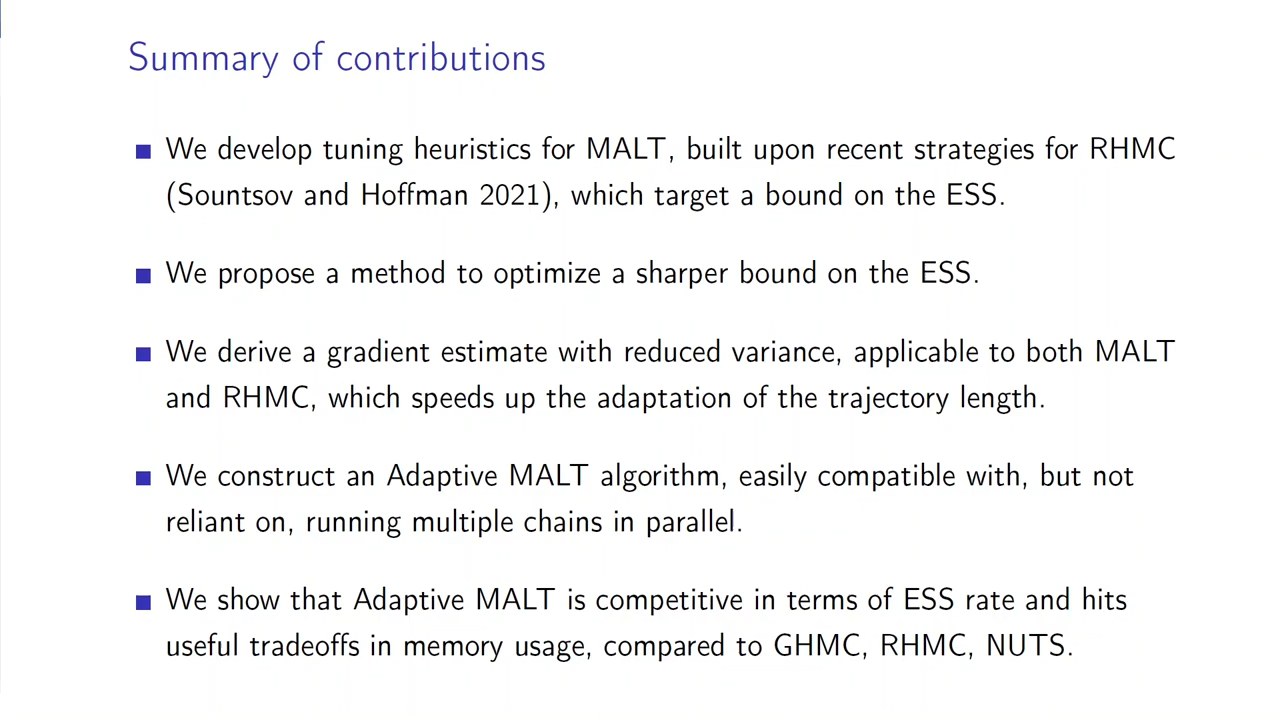 Summary of contributions
We develop tuning heuristics for MALT, built upon recent strategies for RHMC
(Sountsov and Hoffman 2021), which target a bound on the ESS.
We propose a method to optimize a sharper bound on the ESS.
We derive a gradient estimate with reduced variance, applicable to both MALT
and RHMC, which speeds up the adaptation of the trajectory length.
We construct an Adaptive MALT algorithm, easily compatible with, but not
reliant on, running multiple chains in parallel.
We show that Adaptive MALT is competitive in terms of ESS rate and hits
useful tradeoffs in memory usage, compared to GHMC, RHMC, NUTS.